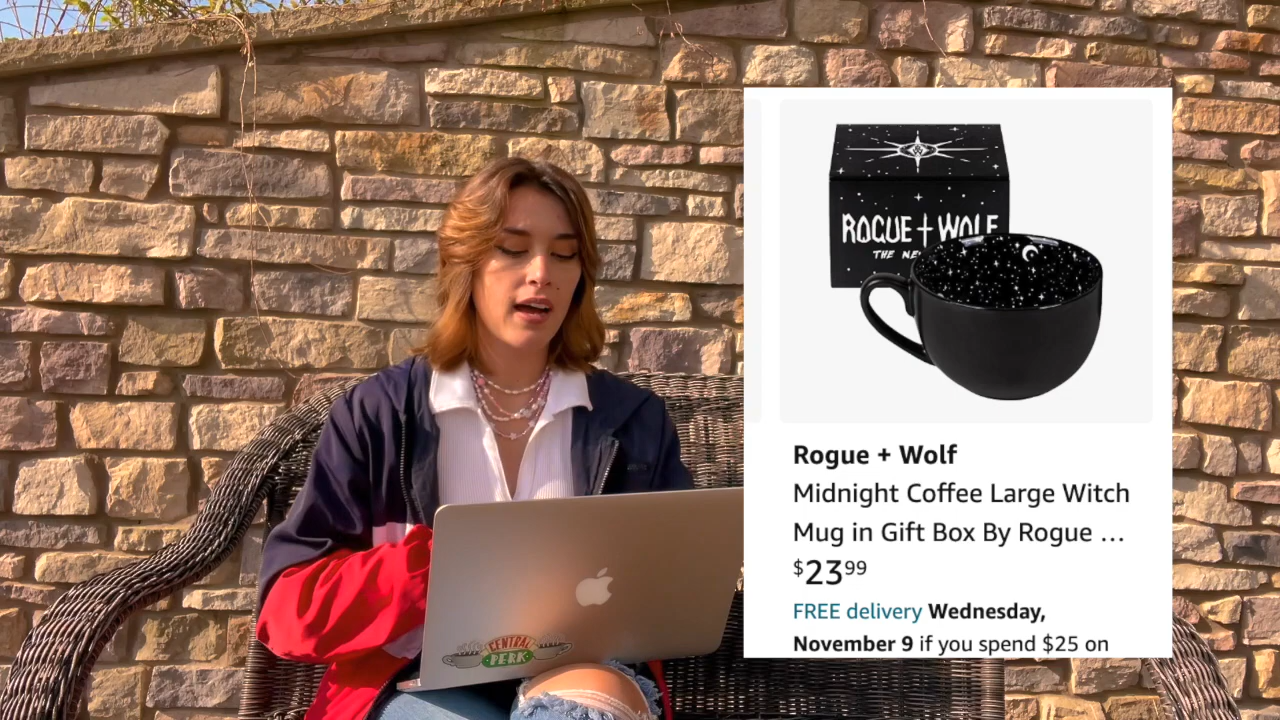 ROGUE + WOLF
THE NE
Rogue + Wolf
Midnight Coffee Large Witch
Mug in Gift Box By Rogue ...
$23 99
FREE delivery Wednesday,
November 9 if you spend $25 on
CENTRAL
PERK